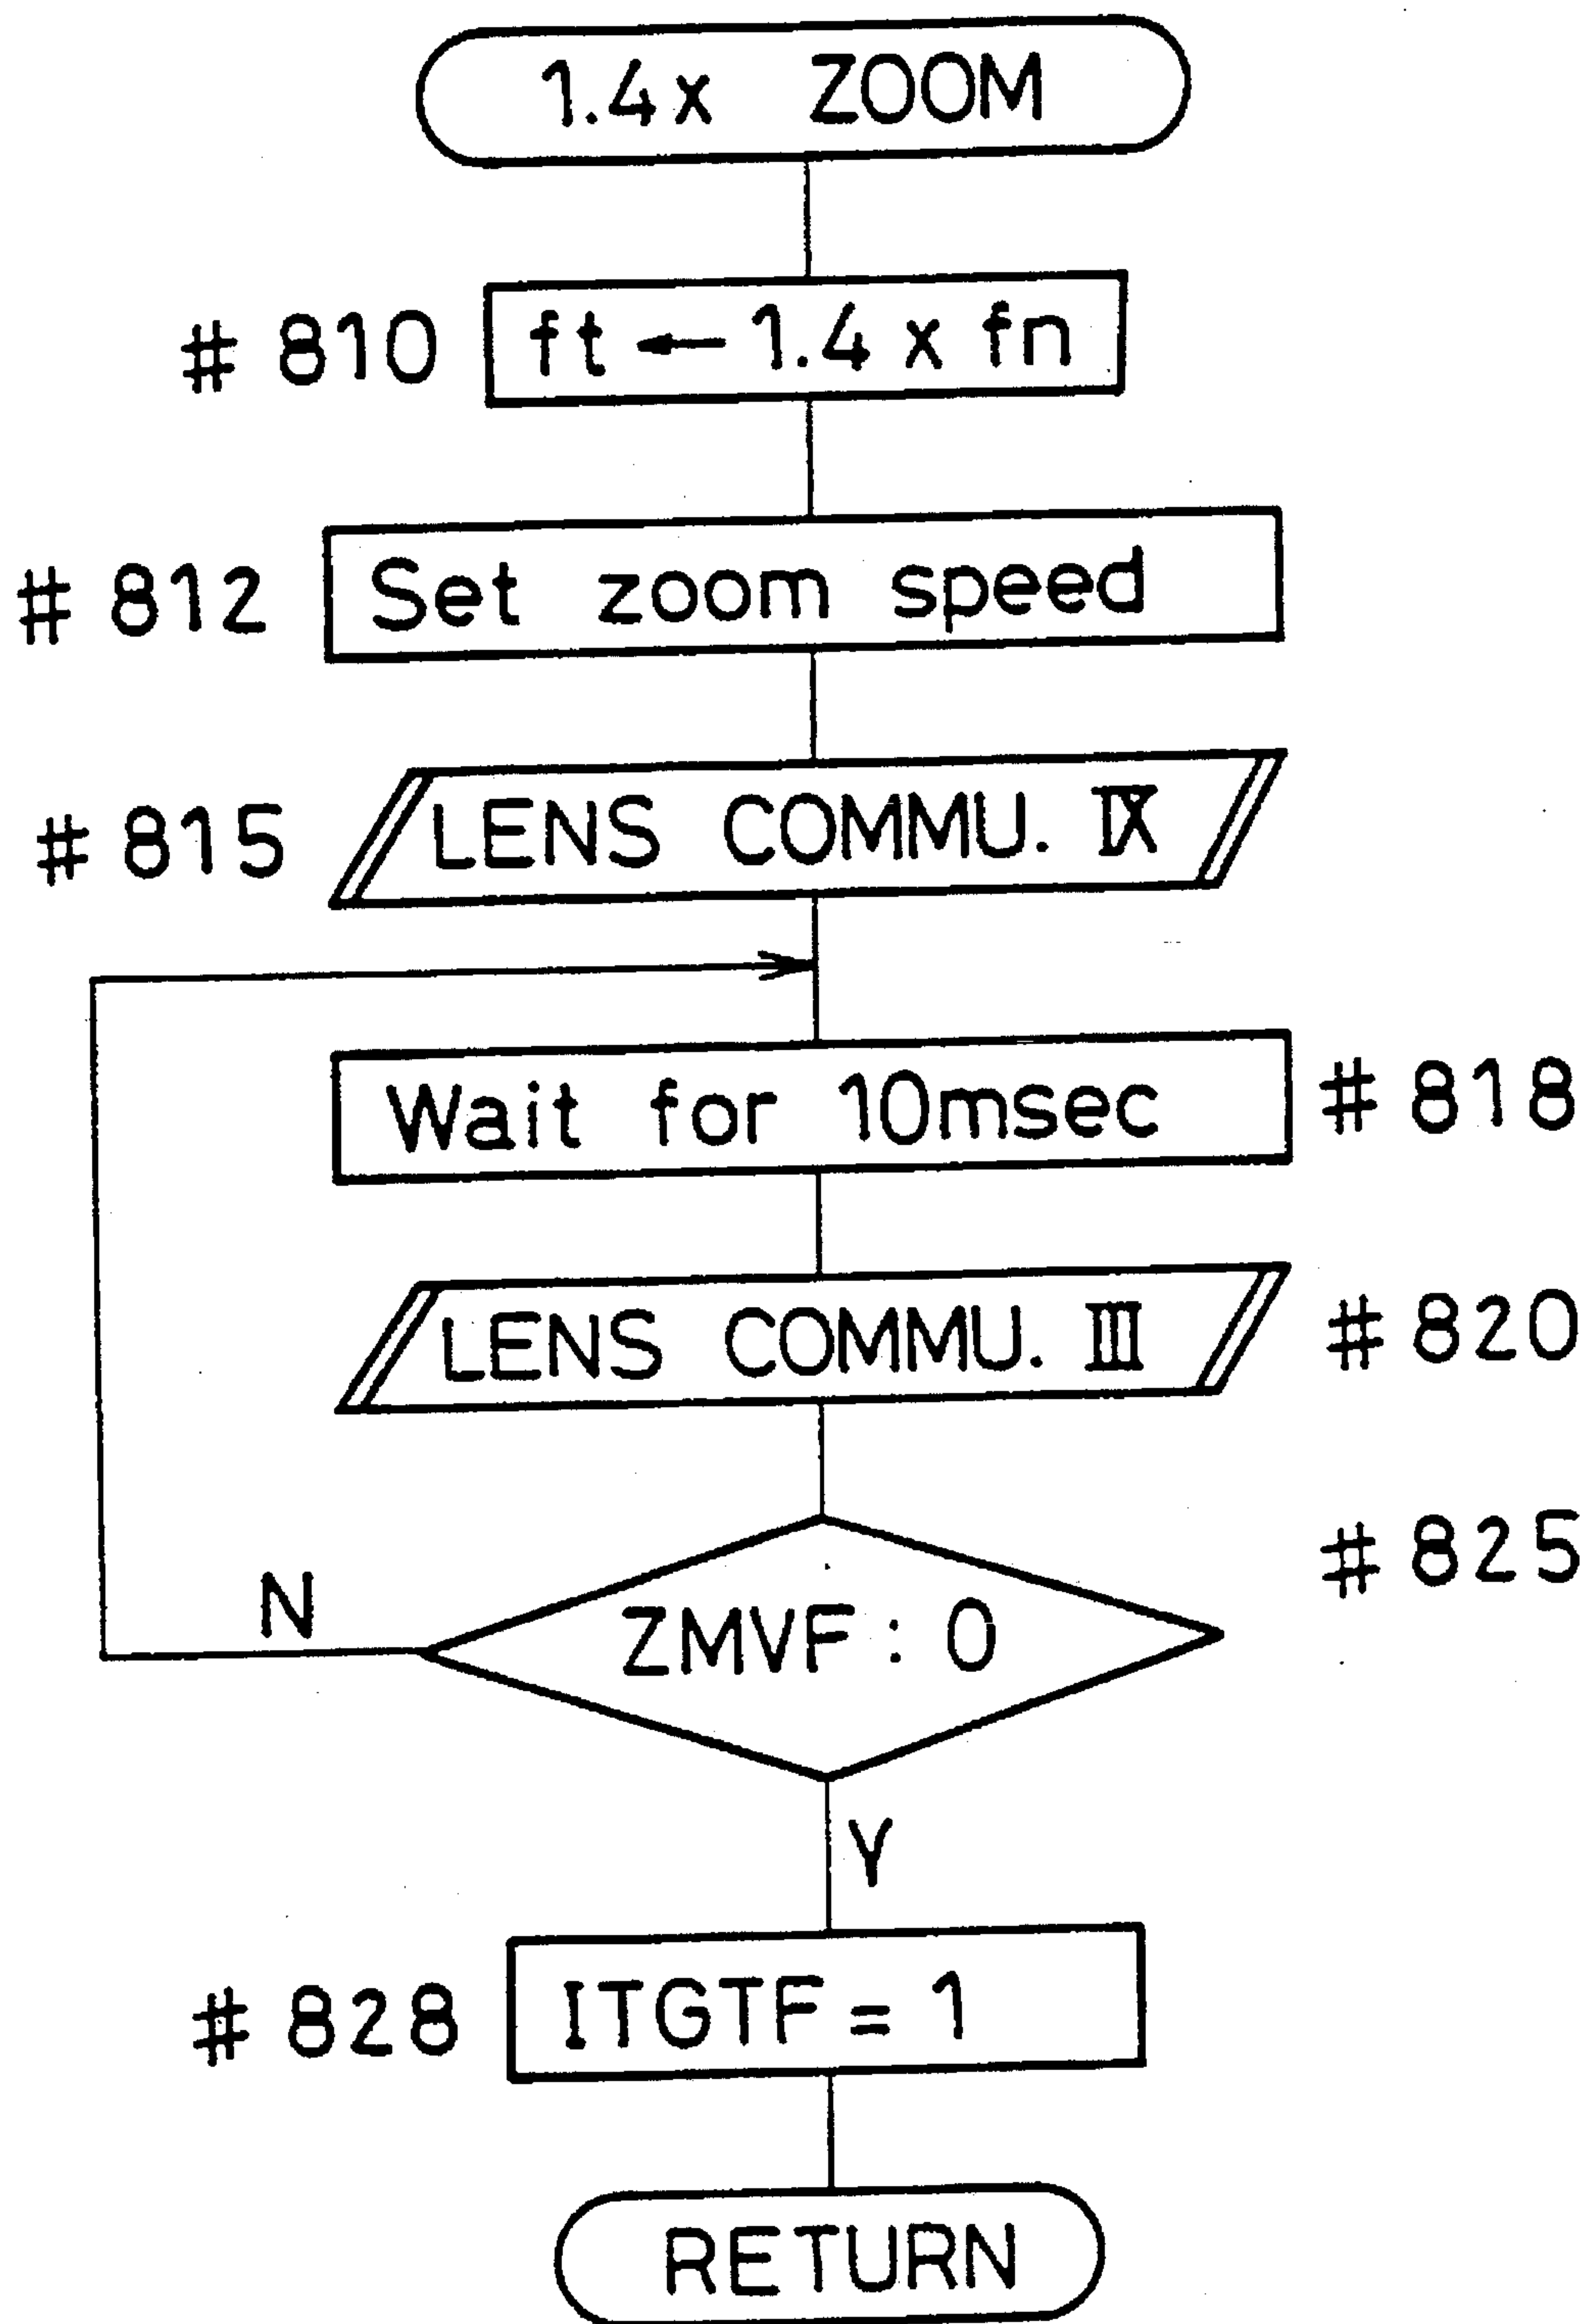 1.4x ZOOM
# 810 ft ← 1.4 x fn
# 812 Set zoom speed
# 815 LENS COMMU. IX
Wait for 10msec # 818
LENS COMMU. III # 820
# 825
N
ZMVF : 0
Y
# 828 ITGTF = 1
RETURN